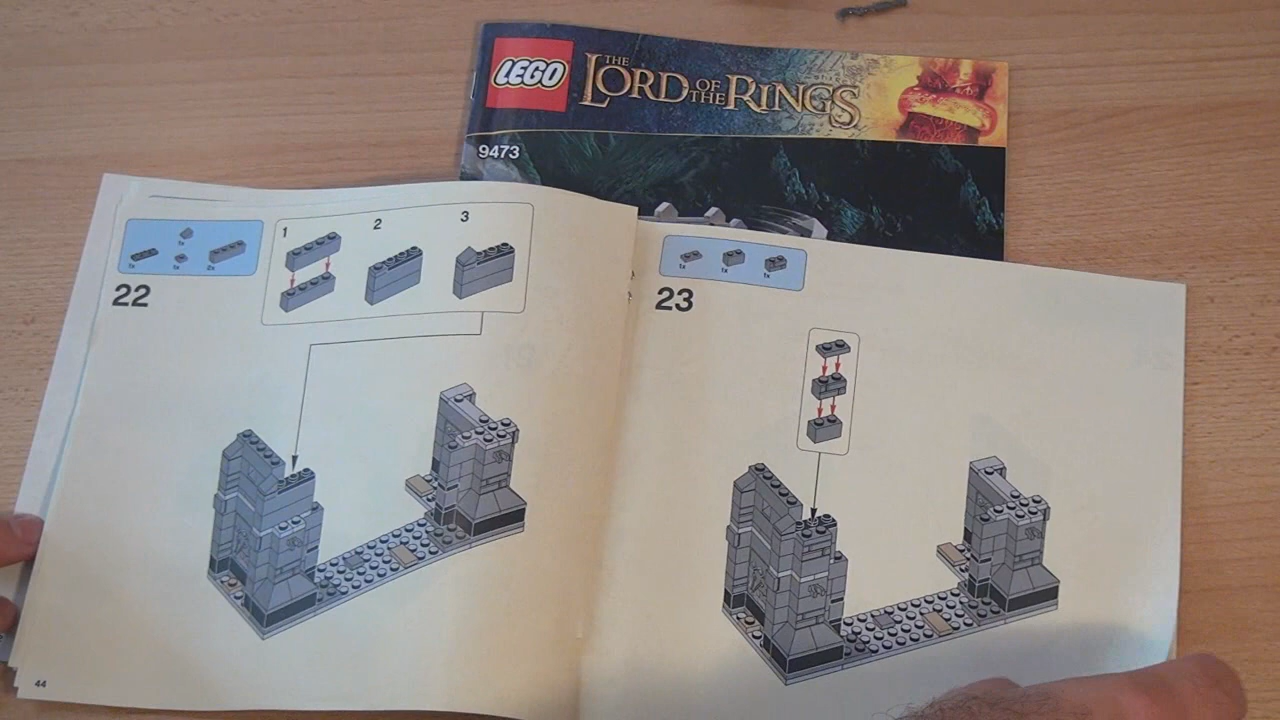 LEGO
THE
LORD OF THE RINGS
9473
1x
1x
1x
2x
22
1
2
3
1x
1x
1x
23
44